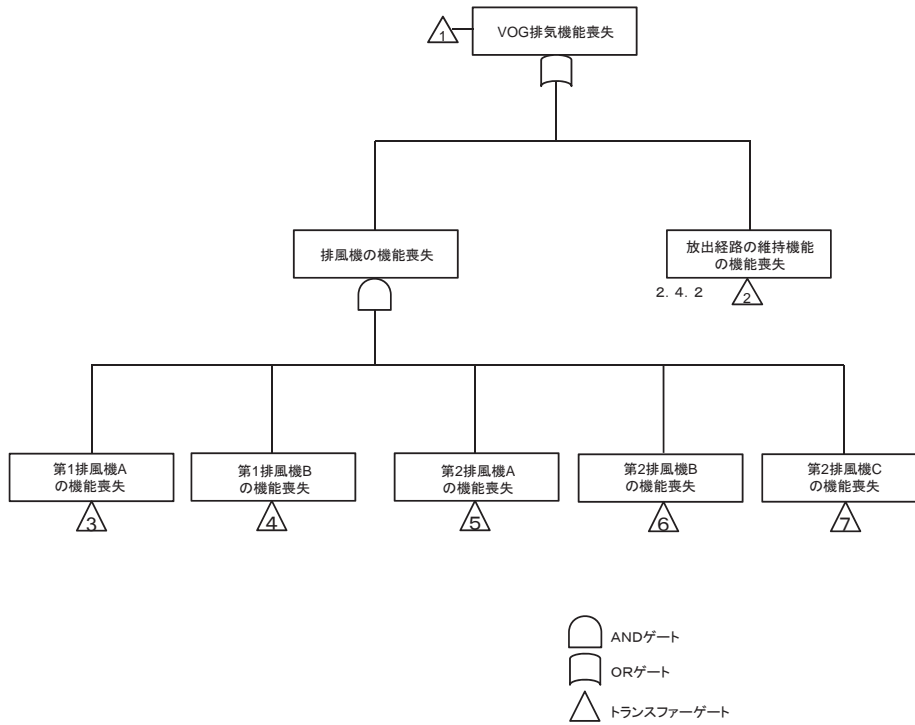 1
VOG排気機能喪失
排風機の機能喪失
放出経路の維持機能
の機能喪失
2. 4. 2
2
第1排風機A
の機能喪失
第1排風機B
の機能喪失
第2排風機A
の機能喪失
第2排風機B
の機能喪失
第2排風機C
の機能喪失
3
4
5
6
7
ANDゲート
ORゲート
トランスファーゲート